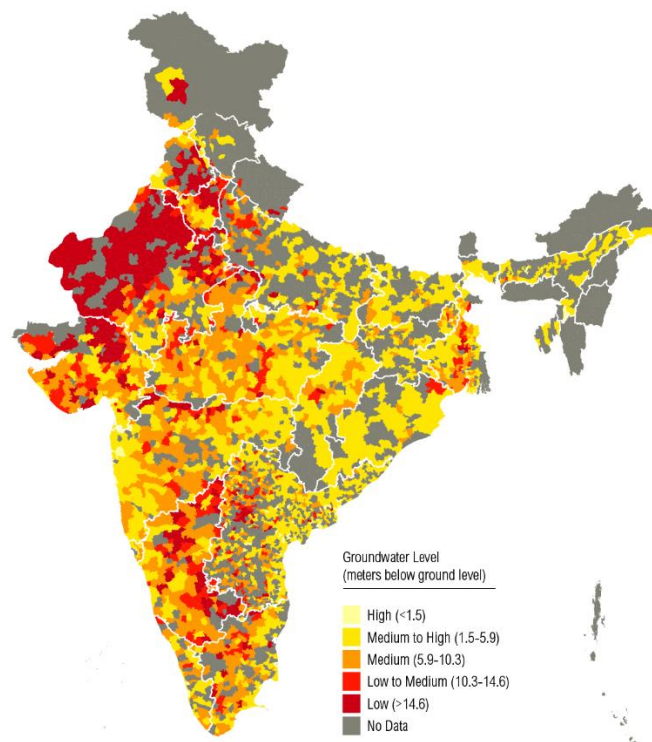 Groundwater Level
(meters below ground level)
High (<1.5)
Medium to High (1.5-5.9)
Medium (5.9-10.3)
Low to Medium (10.3-14.6)
Low (>14.6)
No Data